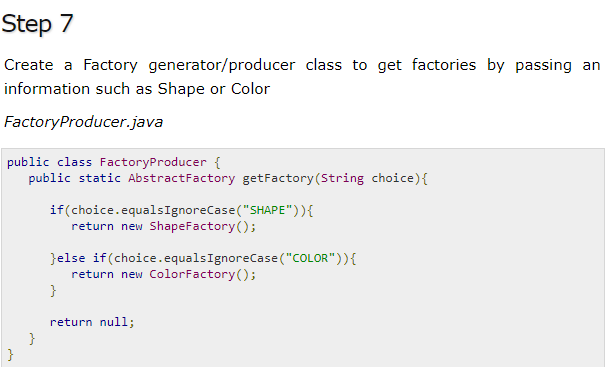 Step 7
Create a Factory generator/producer class to get factories by passing an
information such as Shape or Color
FactoryProducer.java
public class FactoryProducer {
   public static AbstractFactory getFactory(String choice){

      if(choice.equalsIgnoreCase("SHAPE")){
         return new ShapeFactory();

      }else if(choice.equalsIgnoreCase("COLOR")){
         return new ColorFactory();
      }

      return null;
   }
}